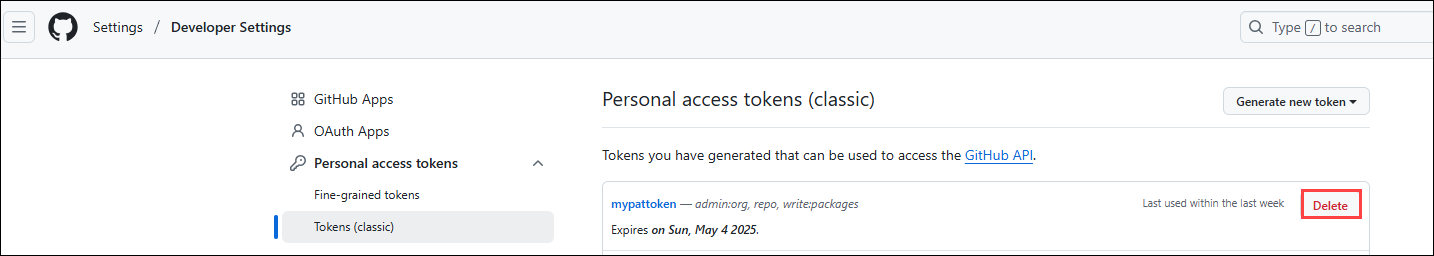 Settings / Developer Settings
Type / to search
GitHub Apps
OAuth Apps
Personal access tokens
Fine-grained tokens
Tokens (classic)
Personal access tokens (classic)
Generate new token
Tokens you have generated that can be used to access the GitHub API.
mypattoken — admin:org, repo, write:packages
Last used within the last week
Delete
Expires on Sun, May 4 2025.